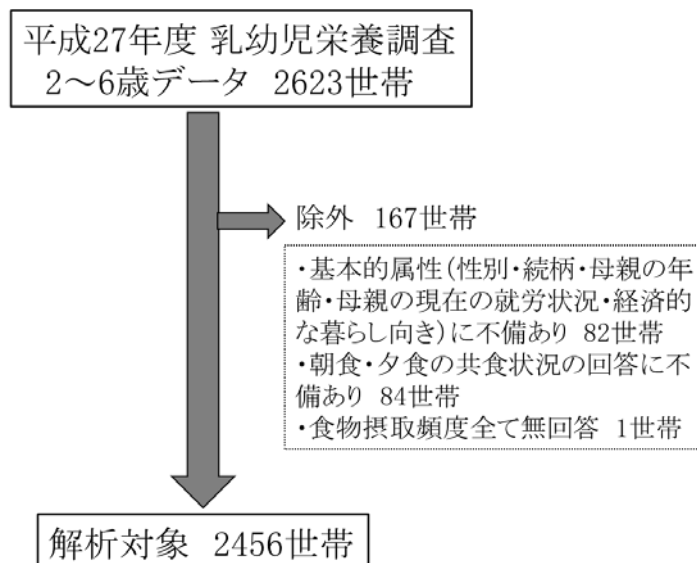 平成27年度 乳幼児栄養調査
2～6歳データ 2623世帯
除外 167世帯
・基本的属性(性別・続柄・母親の年
齢・母親の現在の就労状況・経済的
な暮らし向き)に不備あり 82世帯
・朝食・夕食の共食状況の回答に不
備あり 84世帯
・食物摂取頻度全て無回答 1世帯
解析対象 2456世帯